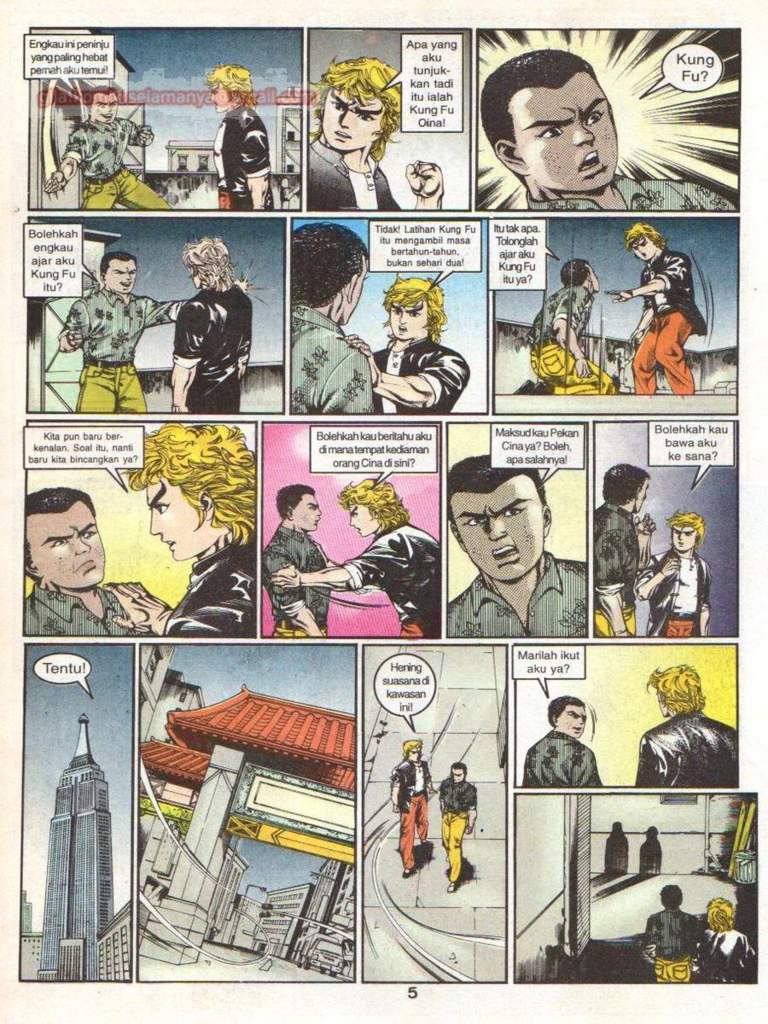 Engkau ini peninju
yang paling hebat
pernah aku temui!
Apa yang
aku
tunjuk-
kan tadi
itu ialah
Kung Fu
Cina!
Kung
Fu?
Bolehkah
engkau
ajar aku
Kung Fu
itu?
Tidak! Latihan Kung Fu
itu mengambil masa
bertahun-tahun,
bukan sehari dua!
Itu tak apa.
Tolonglah
ajar aku
Kung Fu
itu ya?
Kita pun baru ber-
kenalan. Soal itu, nanti
baru kita bincangkan ya?
Bolehkah kau beritahu aku
di mana tempat kediaman
orang Cina di sini?
Maksud kau Pekan
Cina ya? Boleh,
apa salahnya!
Bolehkah kau
bawa aku
ke sana?
Tentu!
Hening
suasana di
kawasan
ini!
Marilah ikut
aku ya?
5